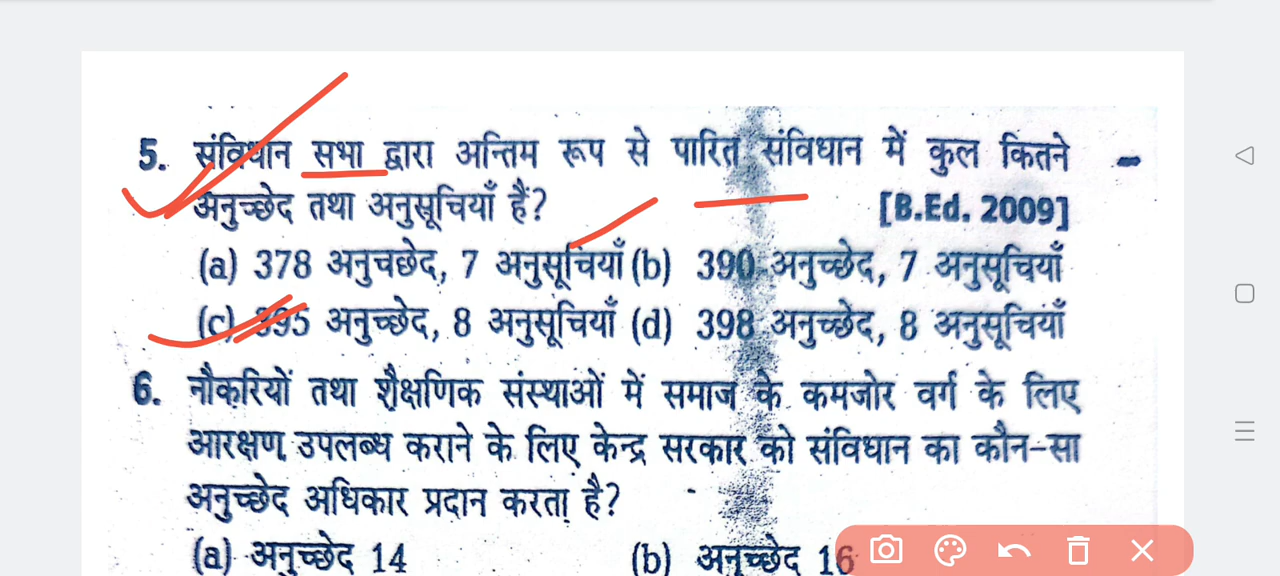 5. संविधान सभा द्वारा अन्तिम रूप से पारित संविधान में कुल कितने
अनुच्छेद तथा अनुसूचियाँ हैं? [B.Ed. 2009]
(a) 378 अनुचछेद, 7 अनुसूचियाँ (b) 390 अनुच्छेद, 7 अनुसूचियाँ
(c) 395 अनुच्छेद, 8 अनुसूचियाँ (d) 398 अनुच्छेद, 8 अनुसूचियाँ
6. नौकरियों तथा शैक्षणिक संस्थाओं में समाज के कमजोर वर्ग के लिए
आरक्षण उपलब्ध कराने के लिए केन्द्र सरकार को संविधान का कौन-सा
अनुच्छेद अधिकार प्रदान करता है?
(a) अनुच्छेद 14 (b) अनुच्छेद 16